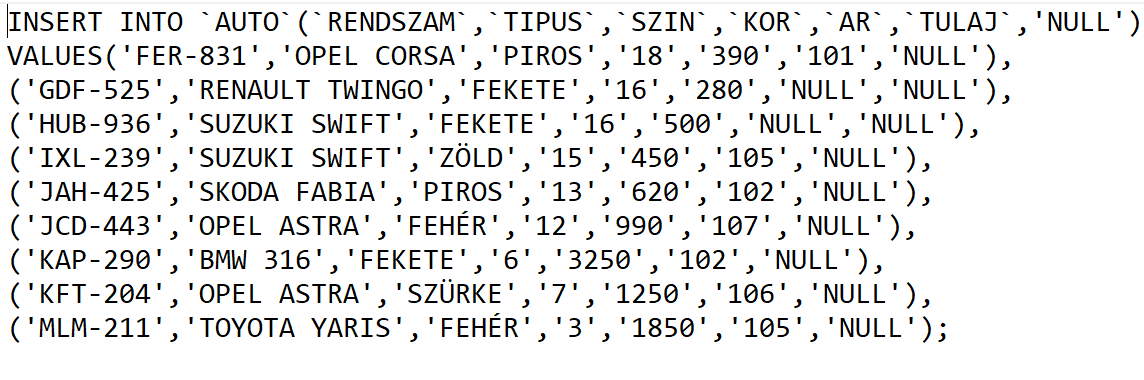 INSERT INTO `AUTO`(`RENDSZAM`,`TIPUS`,`SZIN`,`KOR`,`AR`,`TULAJ`,'NULL')
VALUES('FER-831','OPEL CORSA','PIROS','18','390','101','NULL'),
('GDF-525','RENAULT TWINGO','FEKETE','16','280','NULL','NULL'),
('HUB-936','SUZUKI SWIFT','FEKETE','16','500','NULL','NULL'),
('IXL-239','SUZUKI SWIFT','ZÖLD','15','450','105','NULL'),
('JAH-425','SKODA FABIA','PIROS','13','620','102','NULL'),
('JCD-443','OPEL ASTRA','FEHÉR','12','990','107','NULL'),
('KAP-290','BMW 316','FEKETE','6','3250','102','NULL'),
('KFT-204','OPEL ASTRA','SZÜRKE','7','1250','106','NULL'),
('MLM-211','TOYOTA YARIS','FEHÉR','3','1850','105','NULL');